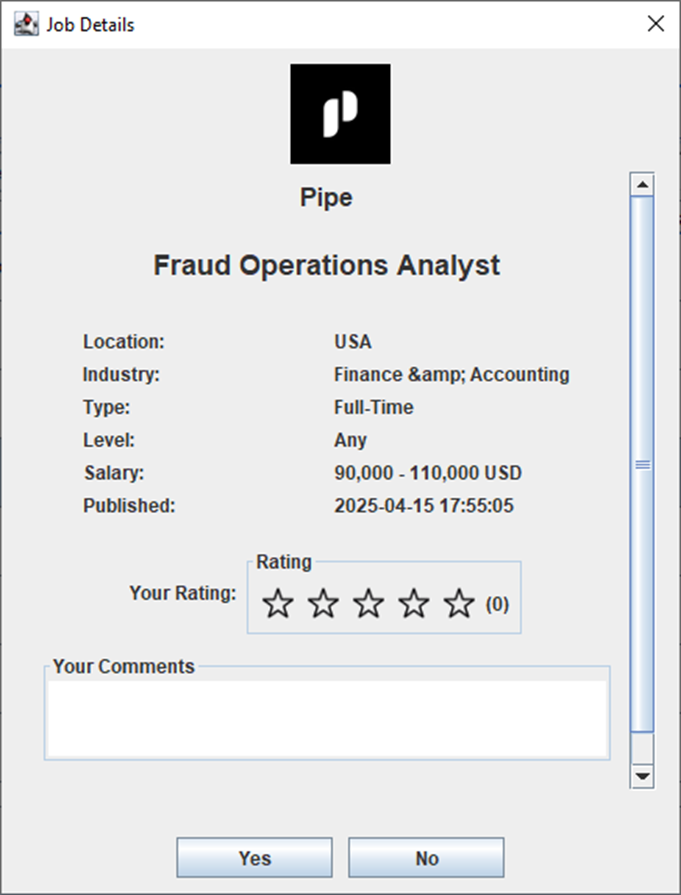 Job Details
Pipe
Fraud Operations Analyst
Location: USA
Industry: Finance &amp; Accounting
Type: Full-Time
Level: Any
Salary: 90,000 - 110,000 USD
Published: 2025-04-15 17:55:05
Rating
Your Rating: (0)
Your Comments
Yes No